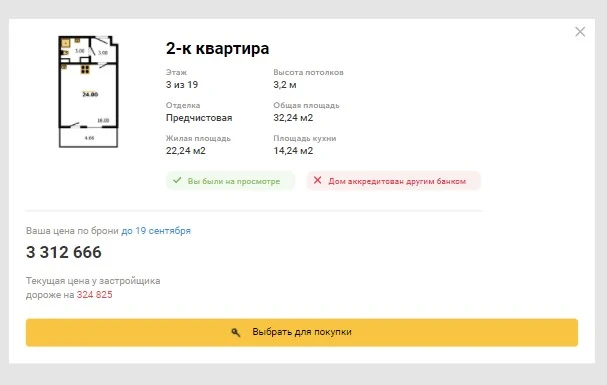 2-к квартира
Этаж
Высота потолков
3 из 19
3,2 м
Отделка
Общая площадь
Предчистовая
32,24 м2
Жилая площадь
Площадь кухни
22,24 м2
14,24 м2
Вы были на просмотре
Дом аккредитован другим банком
3.00
3.00
24.00
18.00
4.00
Ваша цена по брони до 19 сентября
3 312 666
Текущая цена у застройщика
дороже на 324 825
Выбрать для покупки